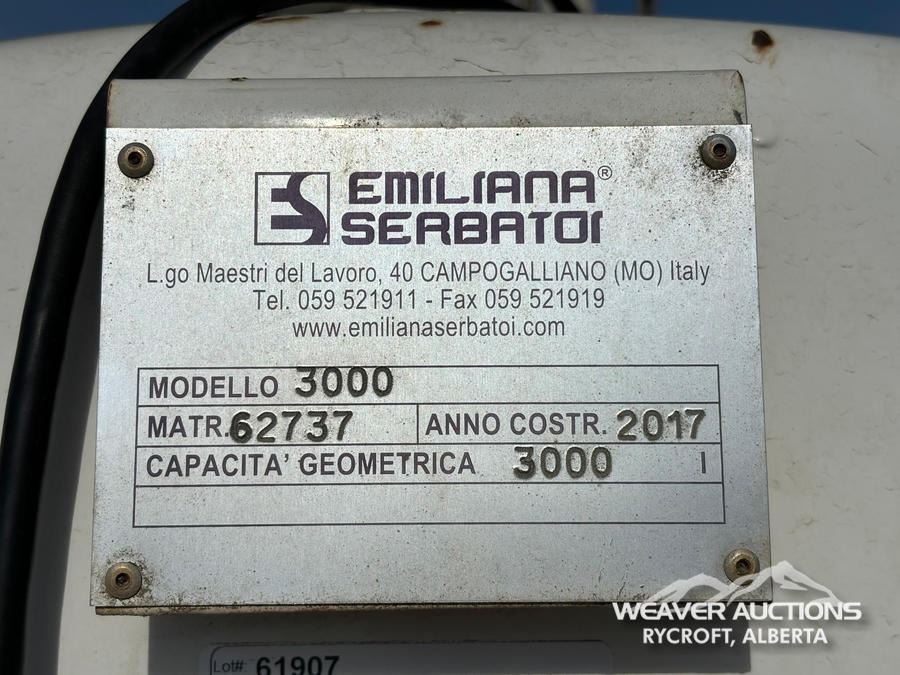 EMILIANA®
SERBATOI
L.go Maestri del Lavoro, 40 CAMPOGALLIANO (MO) Italy
Tel. 059 521911 - Fax 059 521919
www.emilianaserbatoi.com
MODELLO 3000
MATR. 62737 ANNO COSTR. 2017
CAPACITA' GEOMETRICA 3000 l
WEAVER AUCTIONS
RYCROFT, ALBERTA
Lot#: 61907